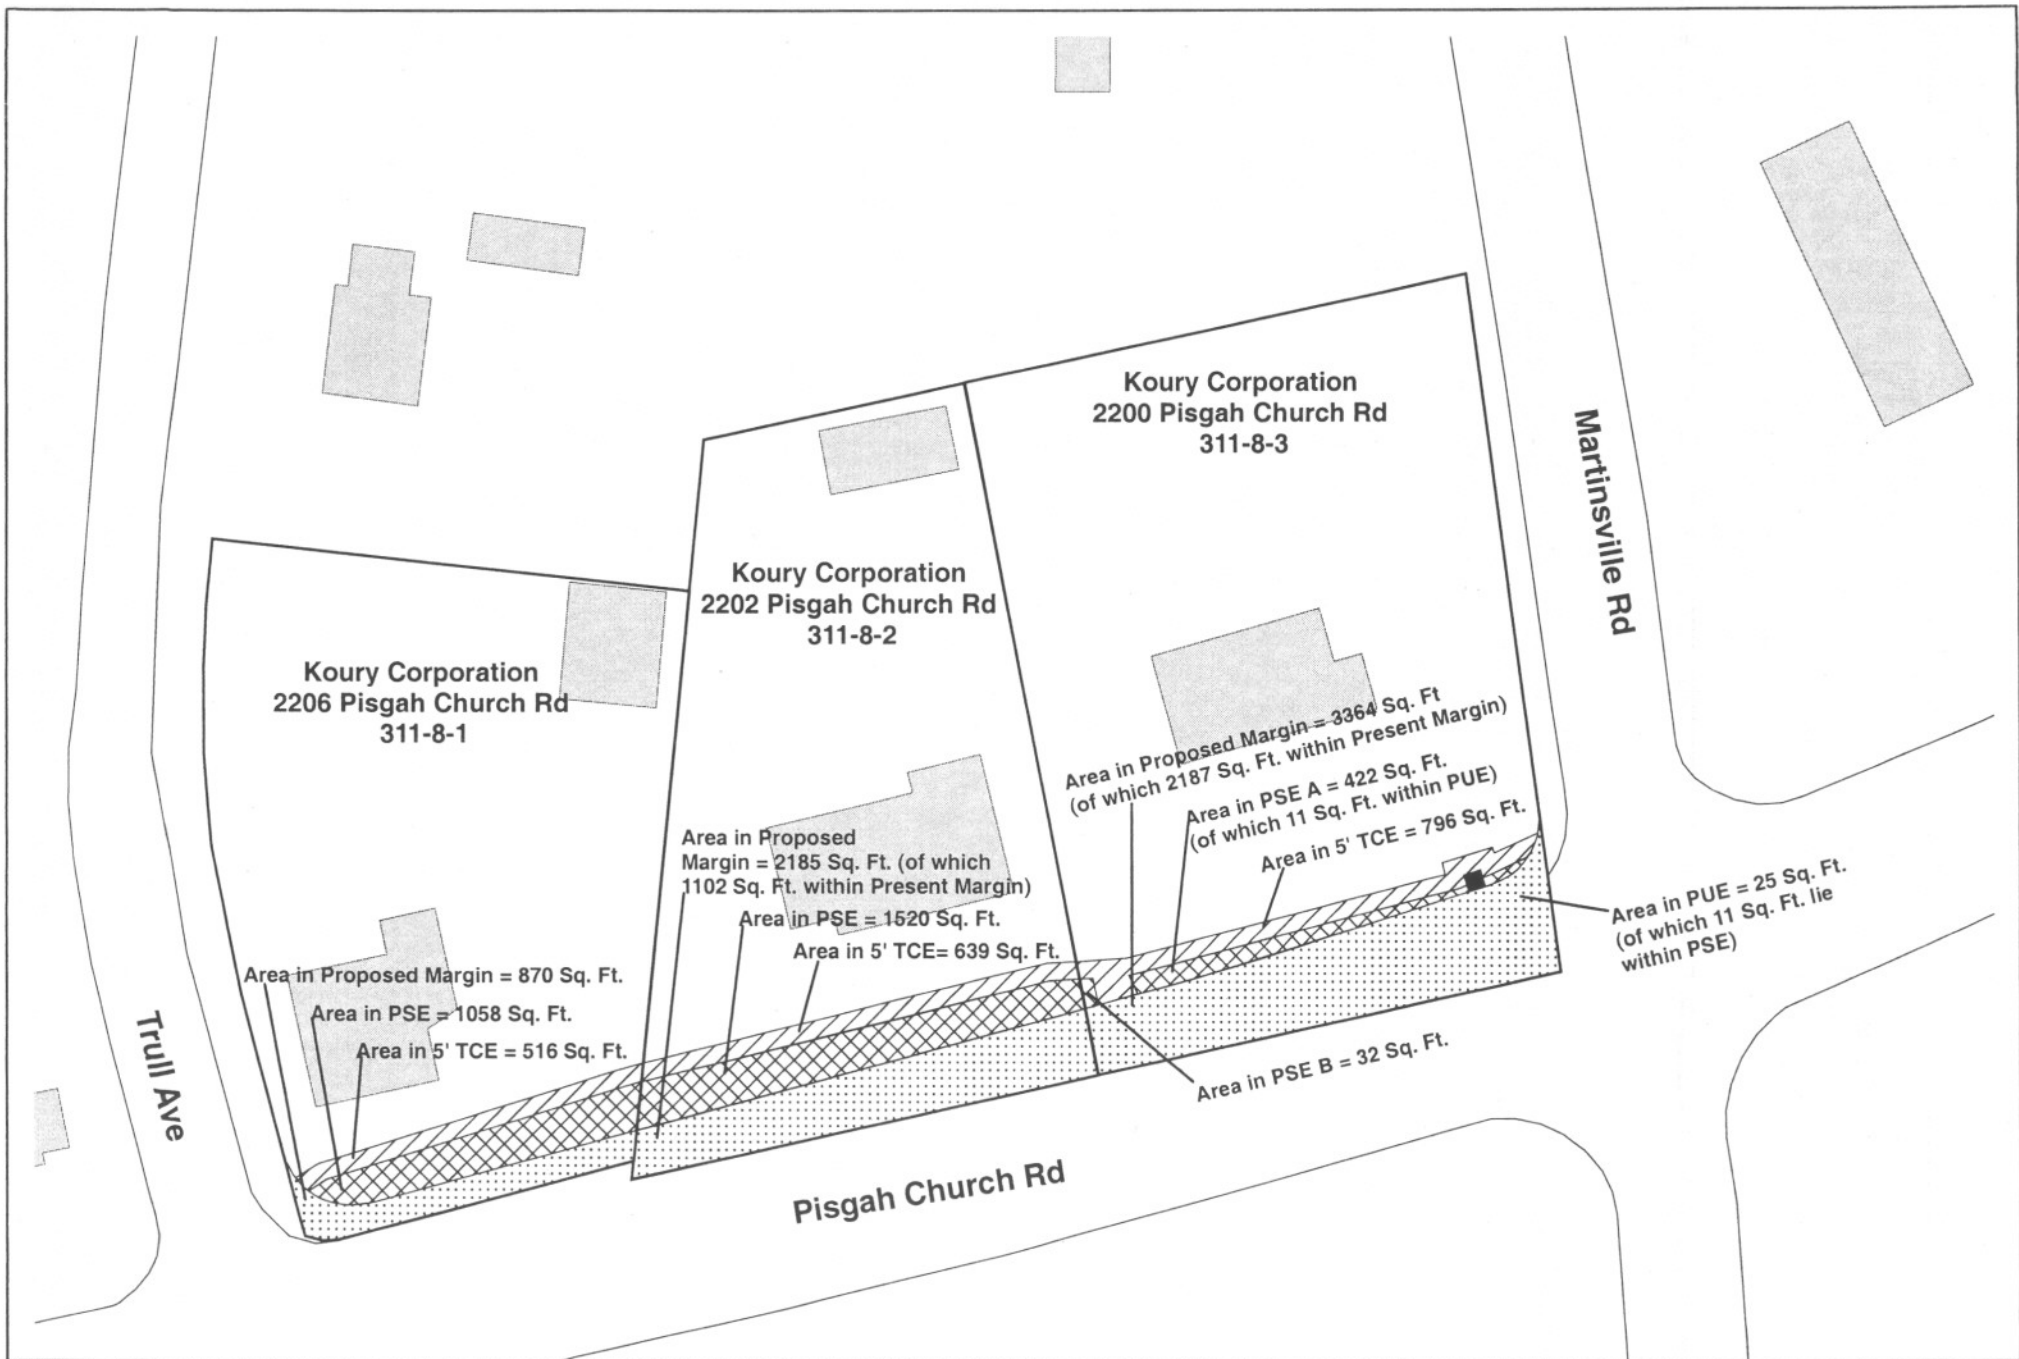 Koury Corporation
2200 Pisgah Church Rd
311-8-3
Martinsville Rd
Koury Corporation
2202 Pisgah Church Rd
311-8-2
Koury Corporation
2206 Pisgah Church Rd
311-8-1
Area in Proposed Margin = 3364 Sq. Ft
(of which 2187 Sq. Ft. within Present Margin)
Area in PSE A = 422 Sq. Ft.
(of which 11 Sq. Ft. within PUE)
Area in 5' TCE = 796 Sq. Ft.
Area in Proposed
Margin = 2185 Sq. Ft. (of which
1102 Sq. Ft. within Present Margin)
Area in PSE = 1520 Sq. Ft.
Area in 5' TCE= 639 Sq. Ft.
Area in PUE = 25 Sq. Ft.
(of which 11 Sq. Ft. lie
within PSE)
Area in Proposed Margin = 870 Sq. Ft.
Area in PSE = 1058 Sq. Ft.
Area in 5' TCE = 516 Sq. Ft.
Area in PSE B = 32 Sq. Ft.
Trull Ave
Pisgah Church Rd